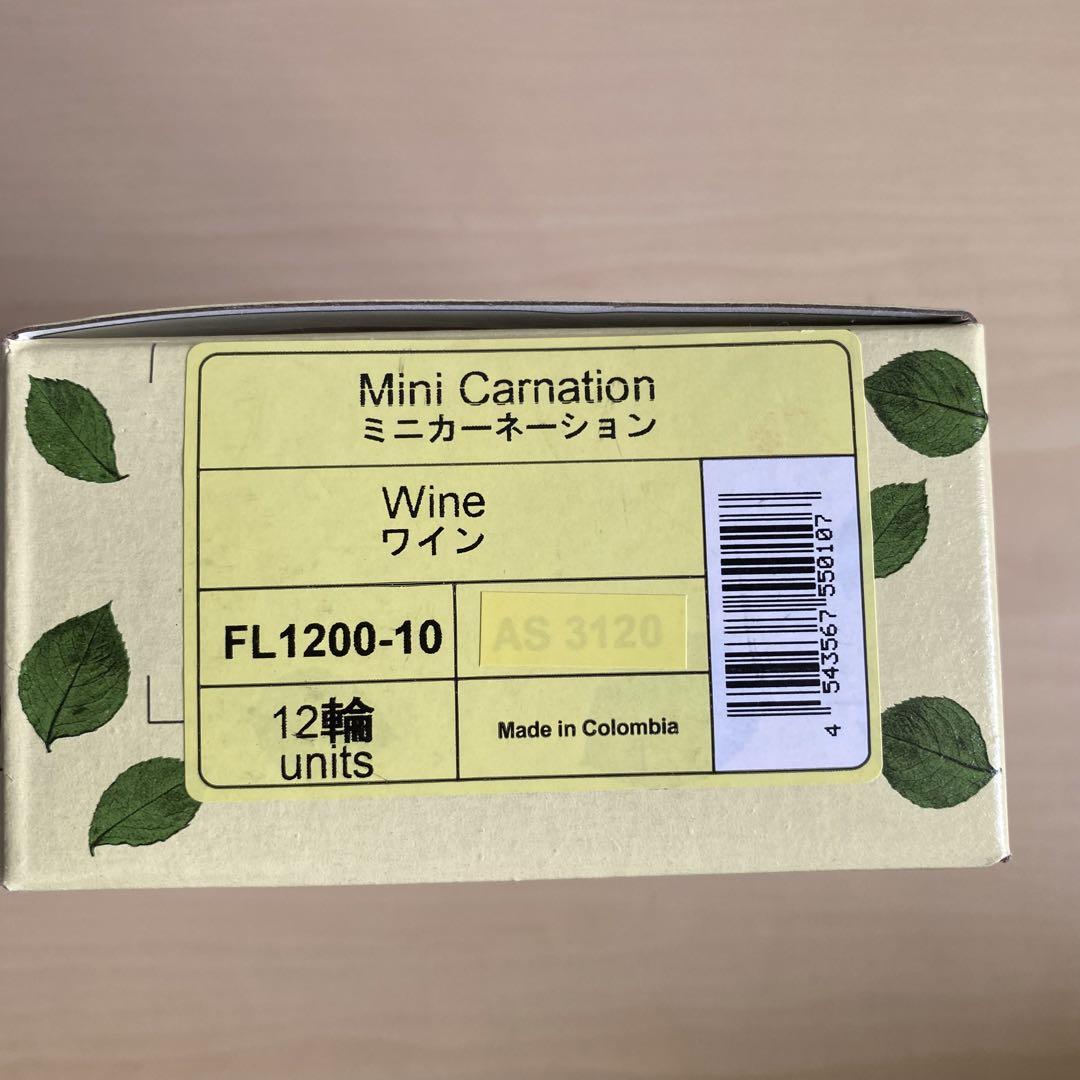 Mini Carnation
ミニカーネーション
Wine
ワイン
FL1200-10
AS 3120
12輪
units
Made in Colombia
4 543567 550107